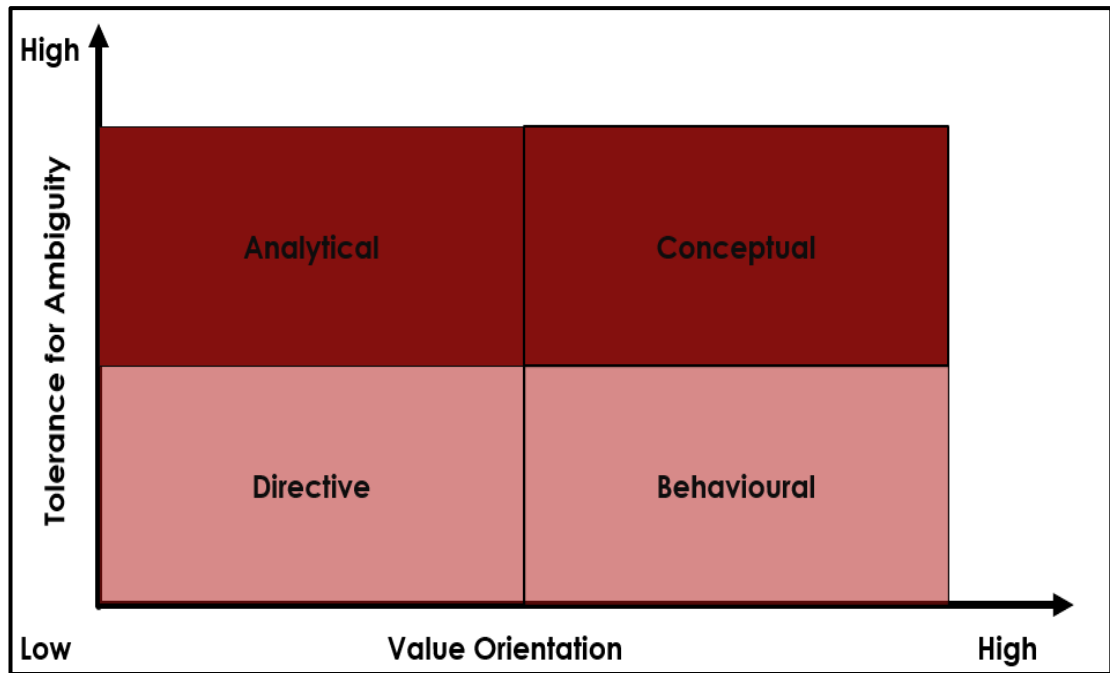 High
Tolerance for Ambiguity
Analytical
Conceptual
Directive
Behavioural
Low
Value Orientation
High